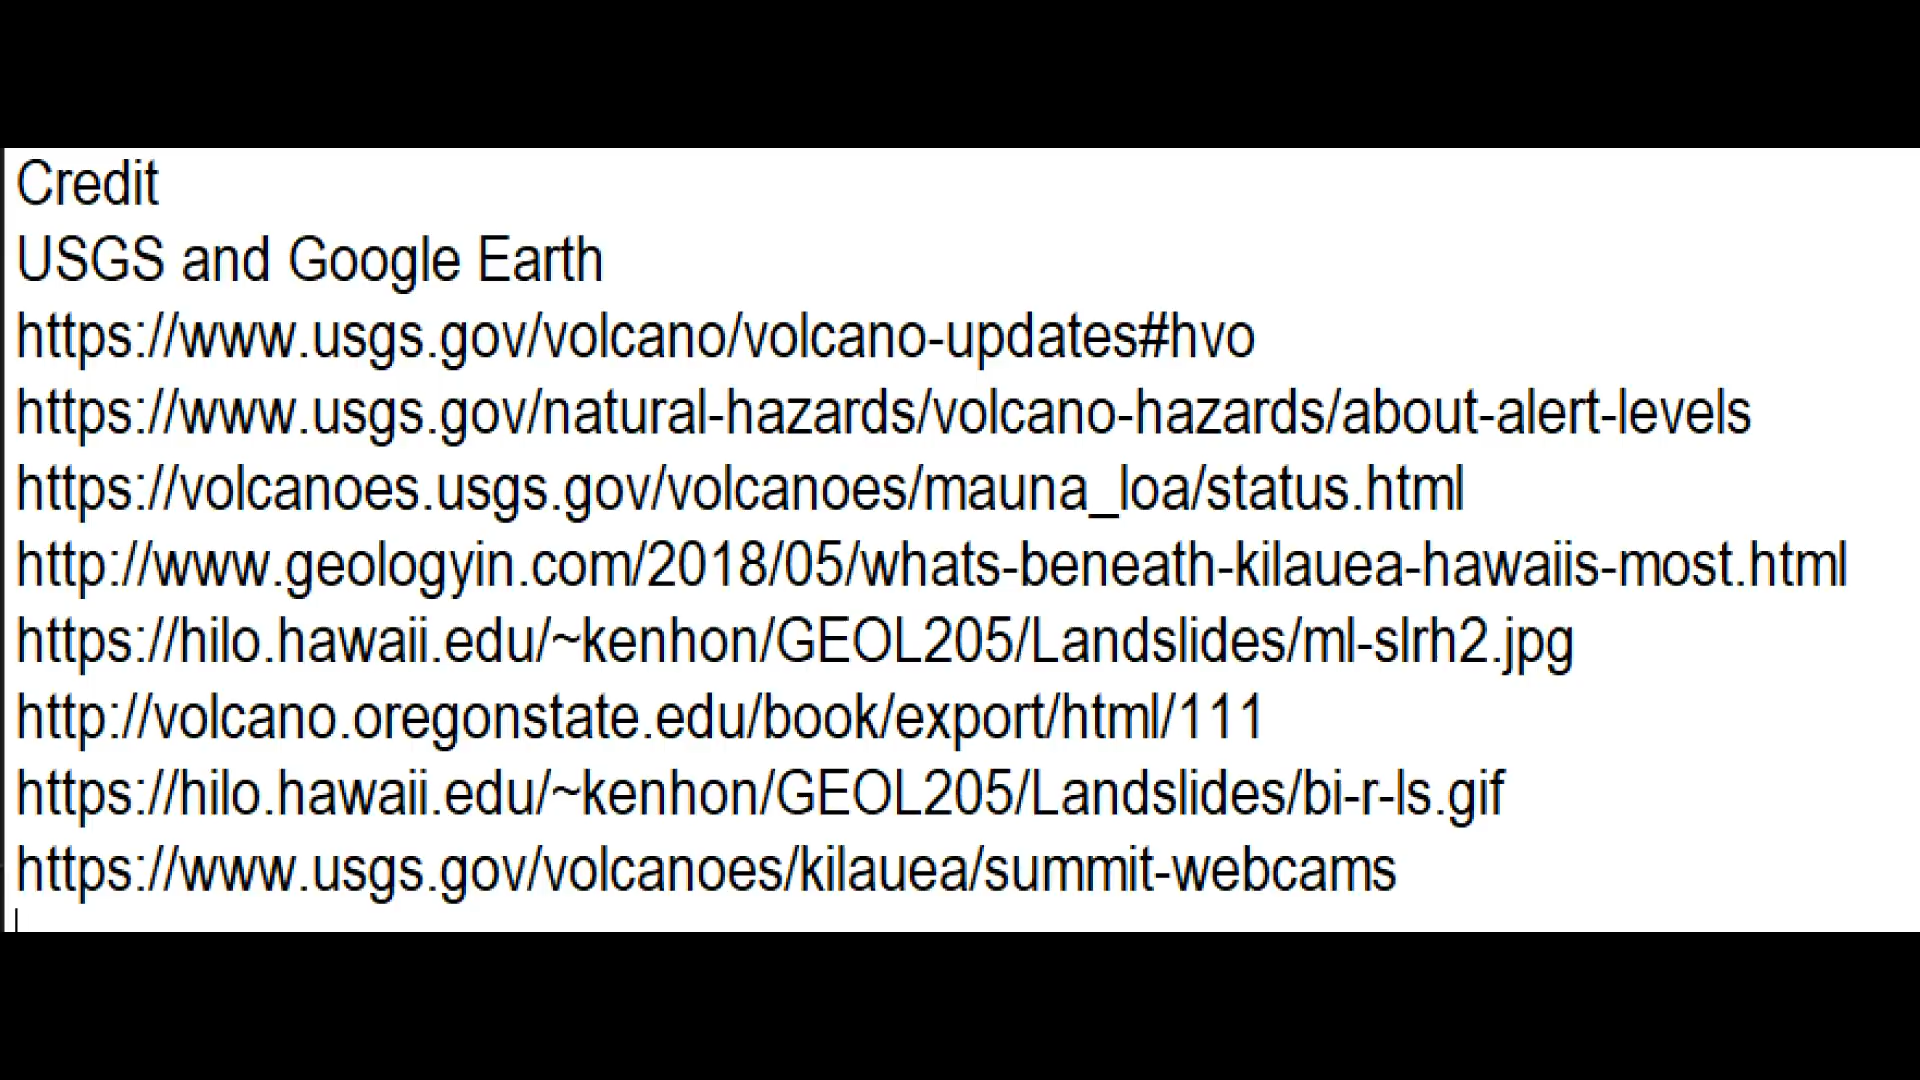 Credit
USGS and Google Earth
https://www.usgs.gov/volcano/volcano-updates#hvo
https://www.usgs.gov/natural-hazards/volcano-hazards/about-alert-levels
https://volcanoes.usgs.gov/volcanoes/mauna_loa/status.html
http://www.geologyin.com/2018/05/whats-beneath-kilauea-hawaiis-most.html
https://hilo.hawaii.edu/~kenhon/GEOL205/Landslides/ml-slrh2.jpg
http://volcano.oregonstate.edu/book/export/html/111
https://hilo.hawaii.edu/~kenhon/GEOL205/Landslides/bi-r-ls.gif
https://www.usgs.gov/volcanoes/kilauea/summit-webcams